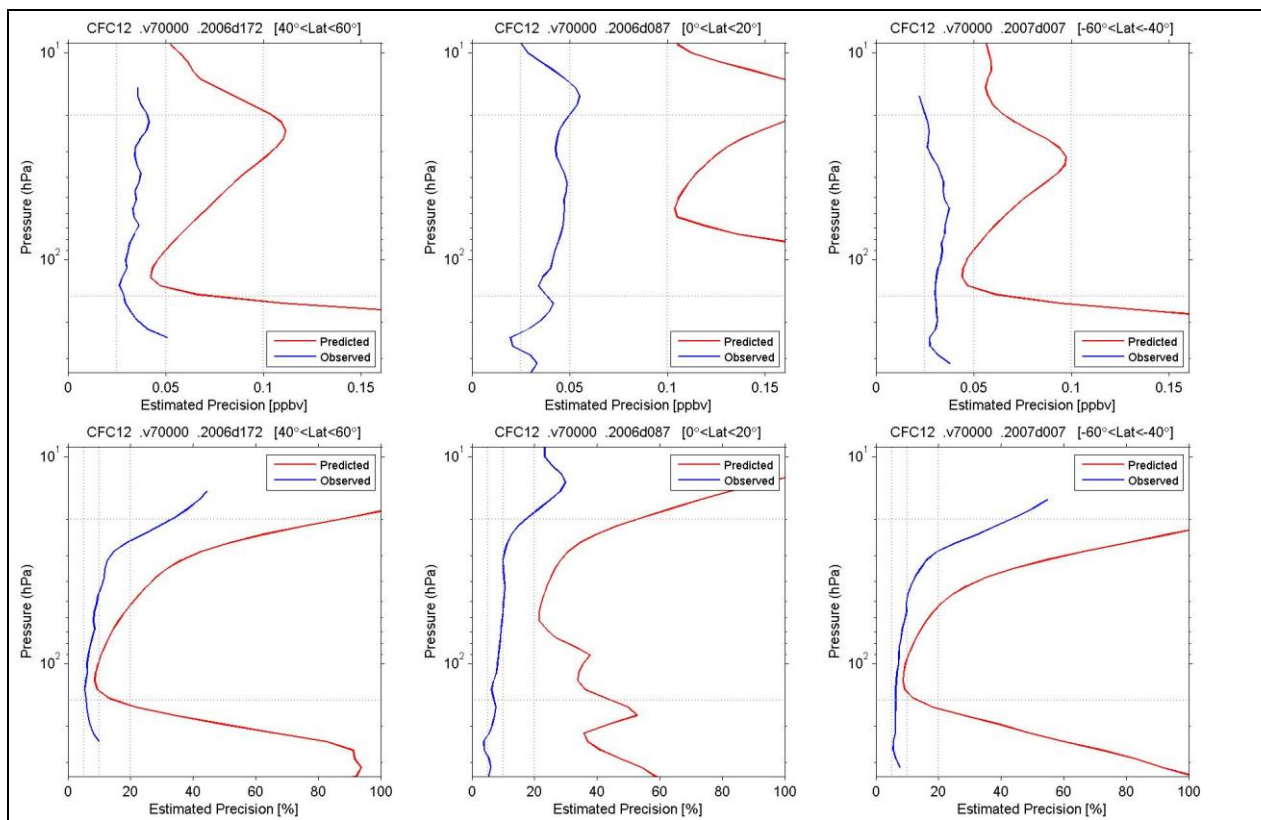 CFC12 .v70000 .2006d172 [40°<Lat<60°]
10¹
10²
Pressure (hPa)
Predicted
Observed
0 0.05 0.1 0.15
Estimated Precision [ppbv]
CFC12 .v70000 .2006d087 [0°<Lat<20°]
10¹
10²
Pressure (hPa)
Predicted
Observed
0 0.05 0.1 0.15
Estimated Precision [ppbv]
CFC12 .v70000 .2007d007 [-60°<Lat<-40°]
10¹
10²
Pressure (hPa)
Predicted
Observed
0 0.05 0.1 0.15
Estimated Precision [ppbv]
CFC12 .v70000 .2006d172 [40°<Lat<60°]
Predicted
Observed
10¹
10²
Pressure (hPa)
0 20 40 60 80 100
Estimated Precision [%]
CFC12 .v70000 .2006d087 [0°<Lat<20°]
Predicted
Observed
10¹
10²
Pressure (hPa)
0 20 40 60 80 100
Estimated Precision [%]
CFC12 .v70000 .2007d007 [-60°<Lat<-40°]
Predicted
Observed
10¹
10²
Pressure (hPa)
0 20 40 60 80 100
Estimated Precision [%]